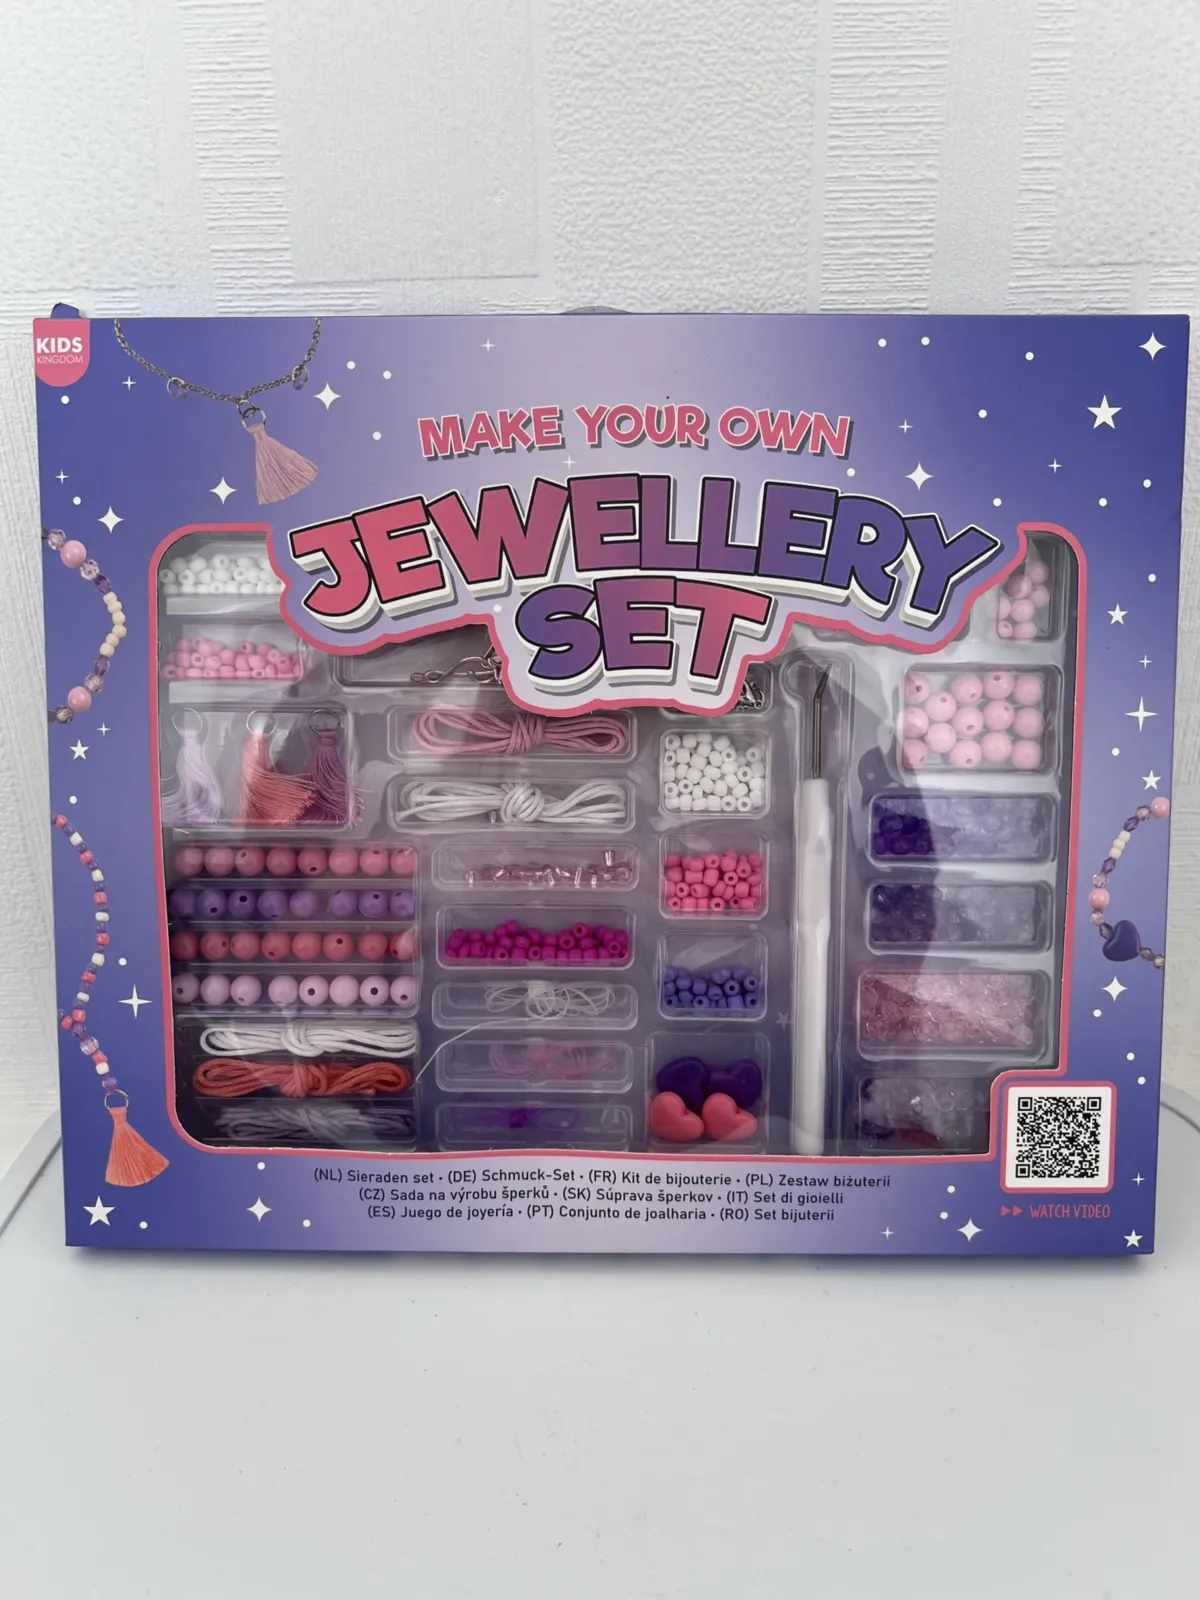 KIDS
KINGDOM
MAKE YOUR OWN
JEWELLERY
SET
(NL) Sieraden set • (DE) Schmuck-Set • (FR) Kit de bijouterie • (PL) Zestaw biżuterii
(CZ) Sada na výrobu šperků • (SK) Súprava šperkov • (IT) Set di gioielli
(ES) Juego de joyería • (PT) Conjunto de joalharia • (RO) Set bijuterii
WATCH VIDEO